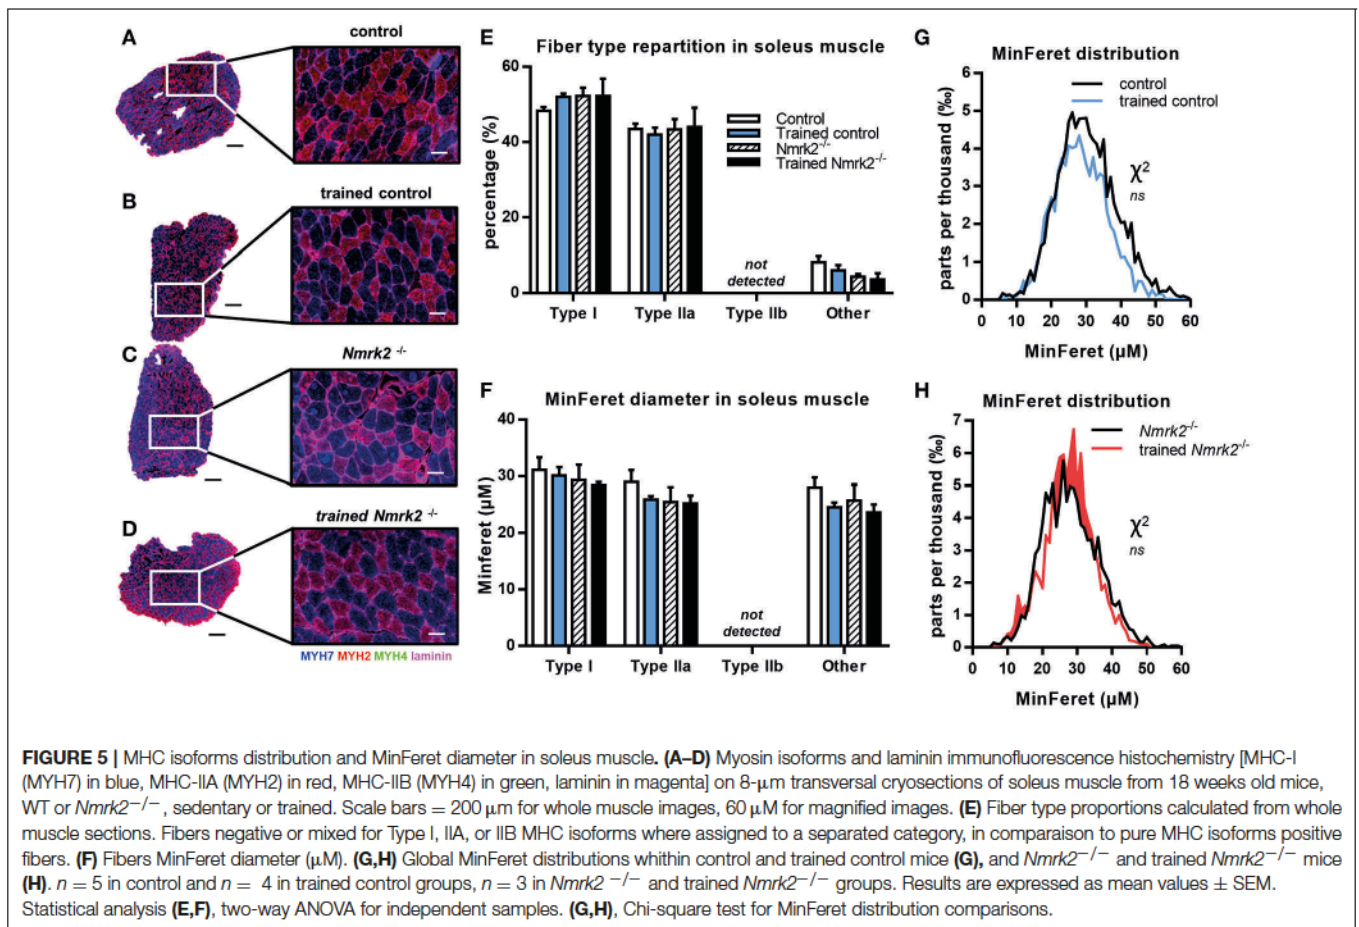 A
control
B
trained control
C
Nmrk2 -/-
D
trained Nmrk2 -/-
MYH7 MYH2 MYH4 laminin
E
Fiber type repartition in soleus muscle
percentage (%)
60
40
20
0
Control
Trained control
Nmrk2-/-
Trained Nmrk2-/-
not
detected
Type I
Type IIa
Type IIb
Other
F
MinFeret diameter in soleus muscle
Minferet (µM)
40
30
20
10
0
not
detected
Type I
Type IIa
Type IIb
Other
G
MinFeret distribution
control
trained control
parts per thousand (‰)
6
5
4
3
2
1
0
χ2
ns
0 10 20 30 40 50 60
MinFeret (µM)
H
MinFeret distribution
Nmrk2-/-
trained Nmrk2-/-
parts per thousand (‰)
7
6
5
4
3
2
1
0
χ2
ns
0 10 20 30 40 50 60
MinFeret (µM)
FIGURE 5 | MHC isoforms distribution and MinFeret diameter in soleus muscle. (A–D) Myosin isoforms and laminin immunofluorescence histochemistry [MHC-I
(MYH7) in blue, MHC-IIA (MYH2) in red, MHC-IIB (MYH4) in green, laminin in magenta] on 8-µm transversal cryosections of soleus muscle from 18 weeks old mice,
WT or Nmrk2−/−, sedentary or trained. Scale bars = 200 µm for whole muscle images, 60 µM for magnified images. (E) Fiber type proportions calculated from whole
muscle sections. Fibers negative or mixed for Type I, IIA, or IIB MHC isoforms where assigned to a separated category, in comparaison to pure MHC isoforms positive
fibers. (F) Fibers MinFeret diameter (µM). (G,H) Global MinFeret distributions whithin control and trained control mice (G), and Nmrk2−/− and trained Nmrk2−/− mice
(H). n = 5 in control and n = 4 in trained control groups, n = 3 in Nmrk2 −/− and trained Nmrk2−/− groups. Results are expressed as mean values ± SEM.
Statistical analysis (E,F), two-way ANOVA for independent samples. (G,H), Chi-square test for MinFeret distribution comparisons.